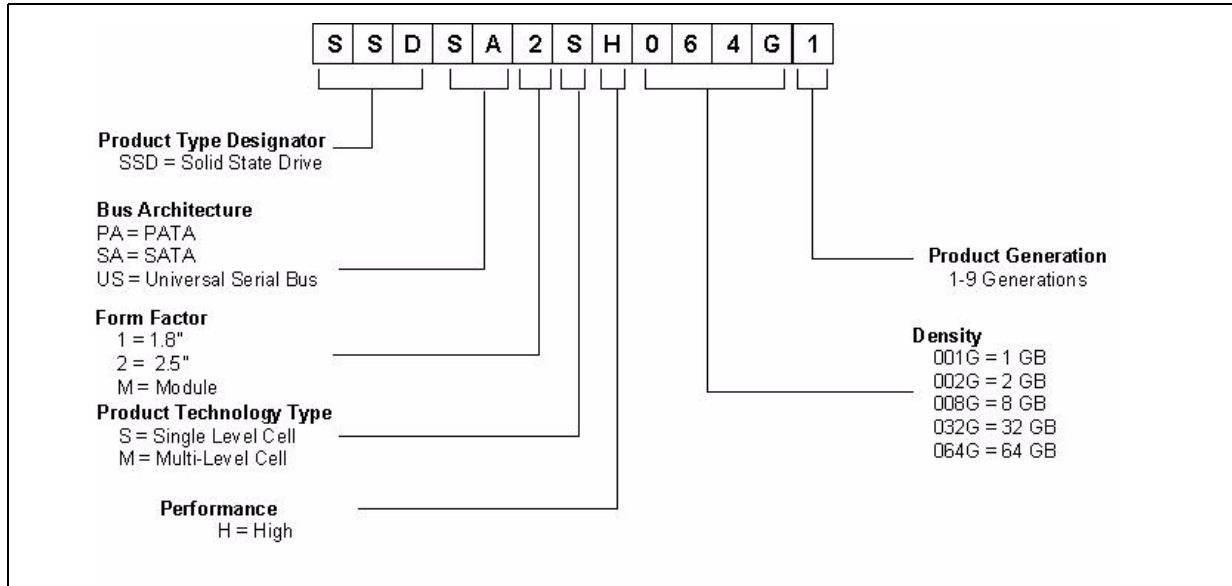 S S D S A 2 S H 0 6 4 G 1
Product Type Designator
SSD = Solid State Drive
Bus Architecture
PA = PATA
SA = SATA
US = Universal Serial Bus
Form Factor
1 = 1.8"
2 = 2.5"
M = Module
Product Technology Type
S = Single Level Cell
M = Multi-Level Cell
Performance
H = High
Product Generation
1-9 Generations
Density
001G = 1 GB
002G = 2 GB
008G = 8 GB
032G = 32 GB
064G = 64 GB